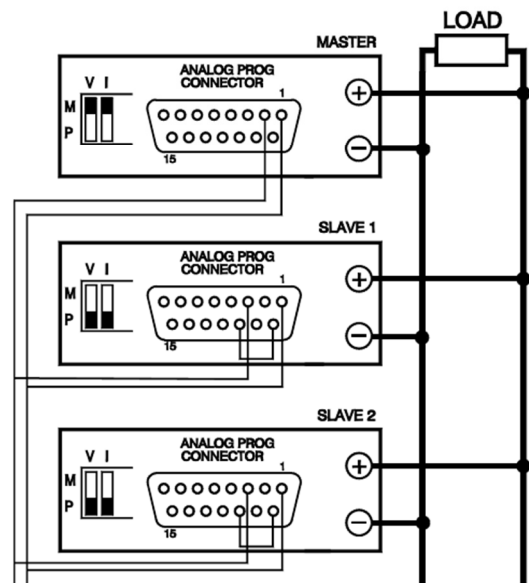 LOAD
MASTER
V I
M
P
ANALOG PROG
CONNECTOR
1
15
+
−
SLAVE 1
V I
M
P
ANALOG PROG
CONNECTOR
1
15
+
−
SLAVE 2
V I
M
P
ANALOG PROG
CONNECTOR
1
15
+
−